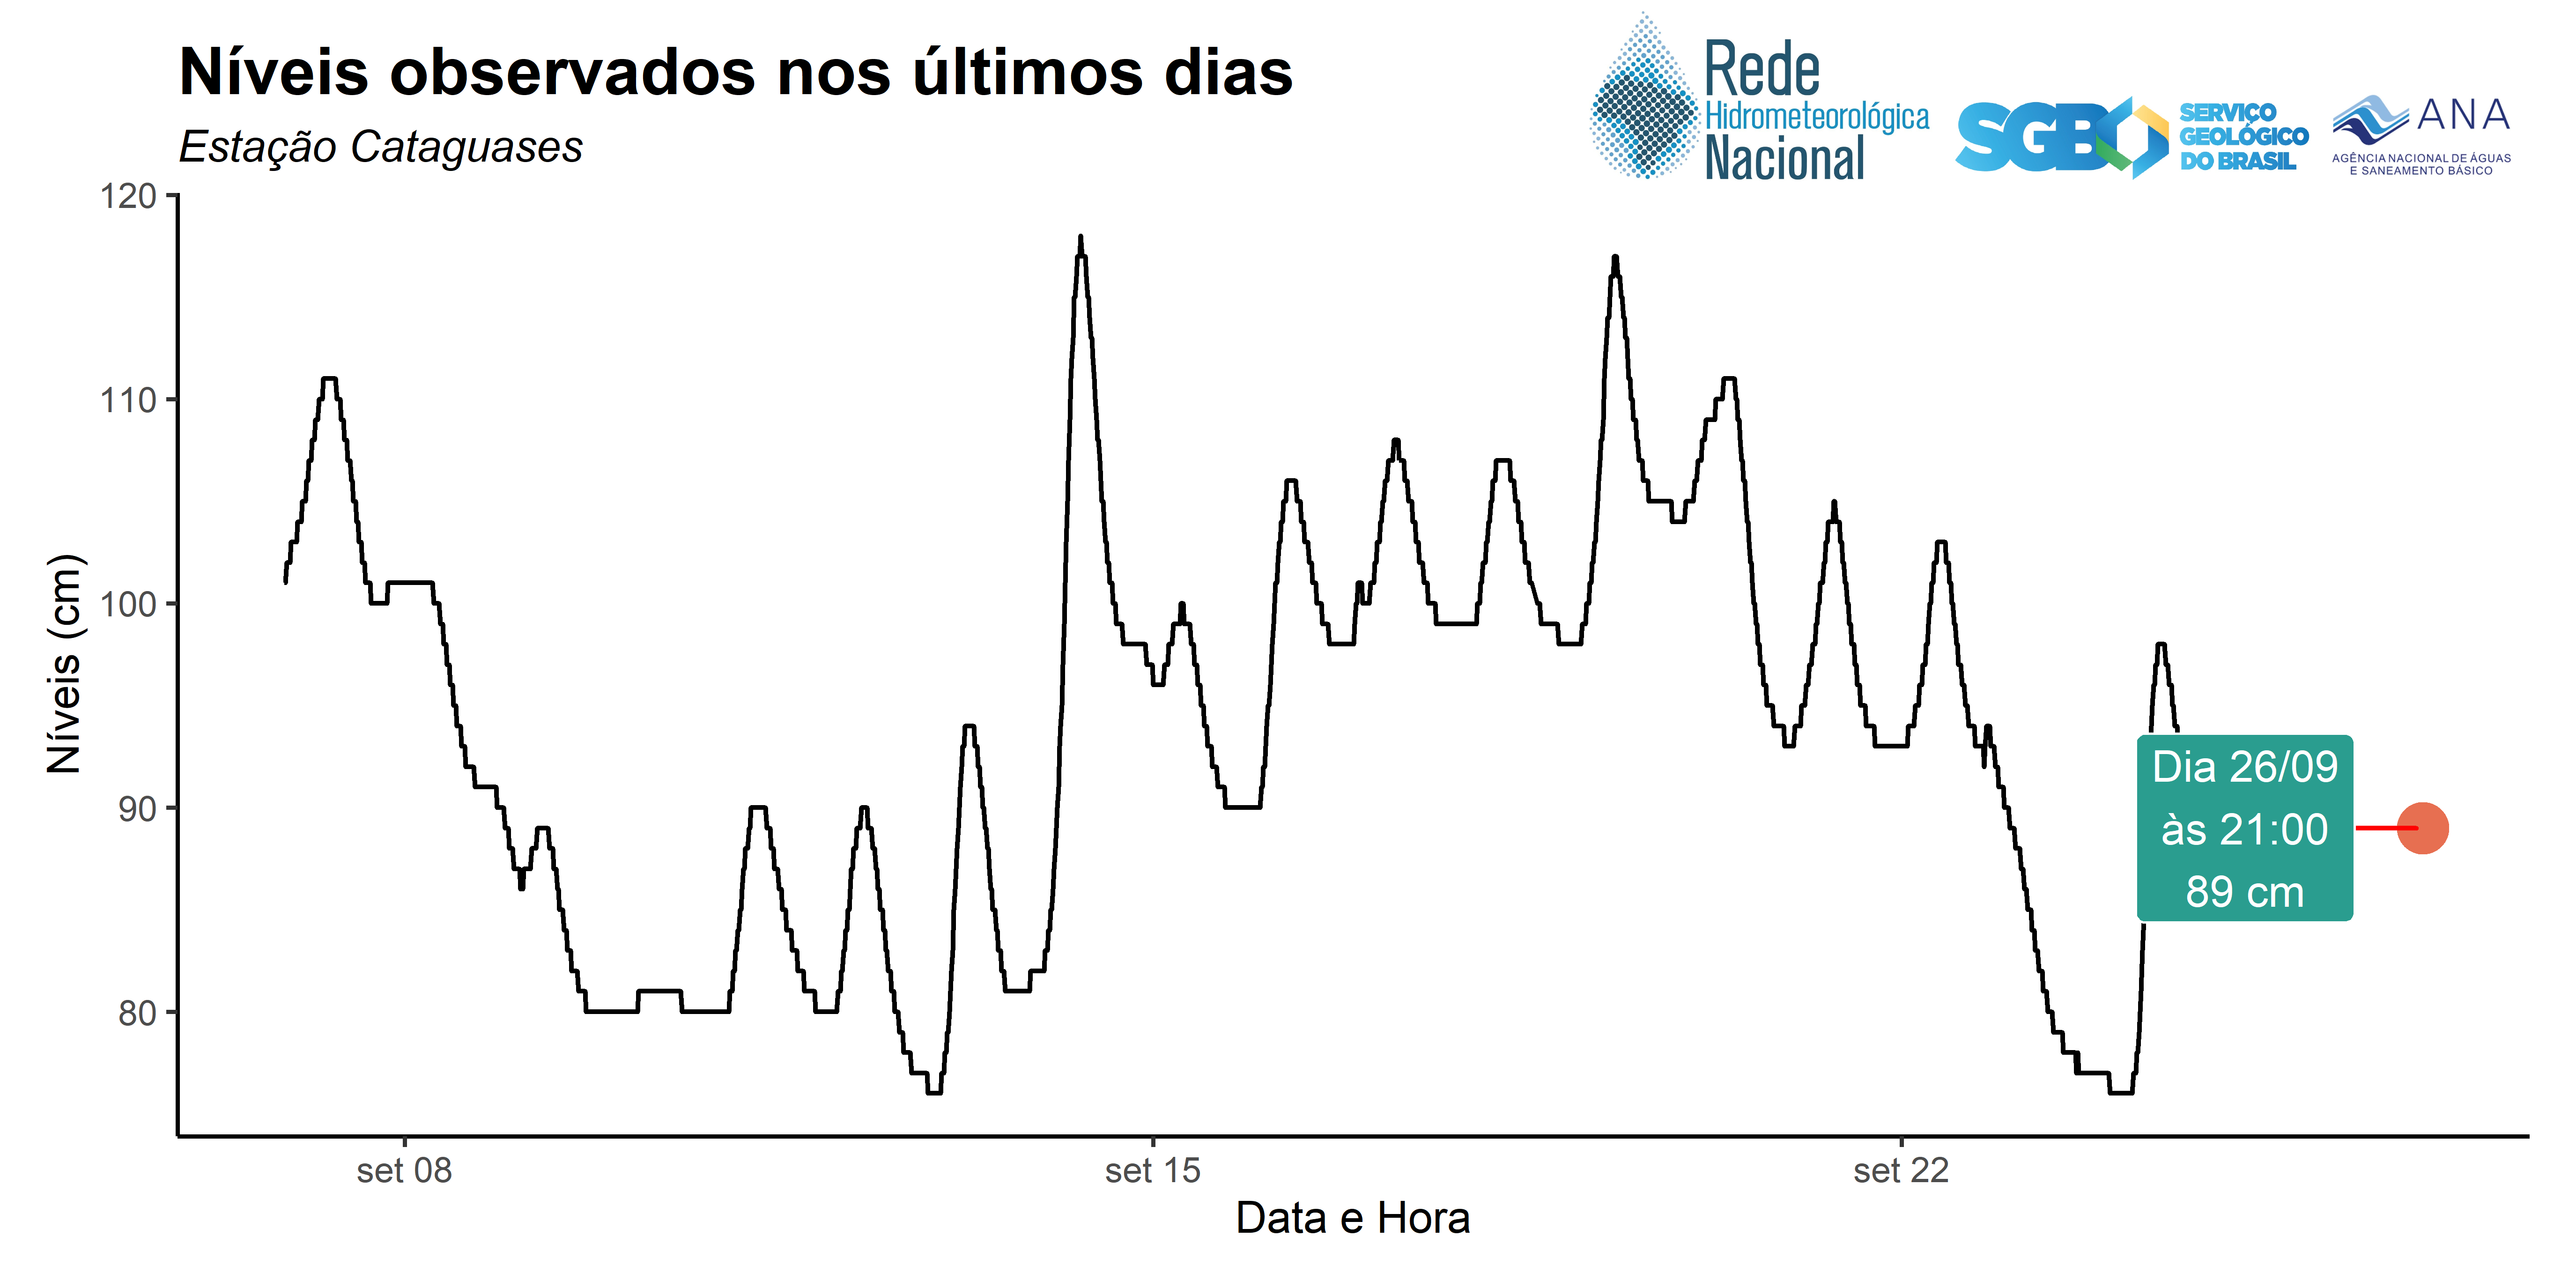 Níveis observados nos últimos dias
Estação Cataguases
Rede
Hidrometeorológica
Nacional
SGB
SERVIÇO
GEOLÓGICO
DO BRASIL
ANA
AGÊNCIA NACIONAL DE ÁGUAS
E SANEAMENTO BÁSICO
120
110
100
90
80
Níveis (cm)
Dia 26/09
às 21:00
89 cm
set 08
set 15
set 22
Data e Hora